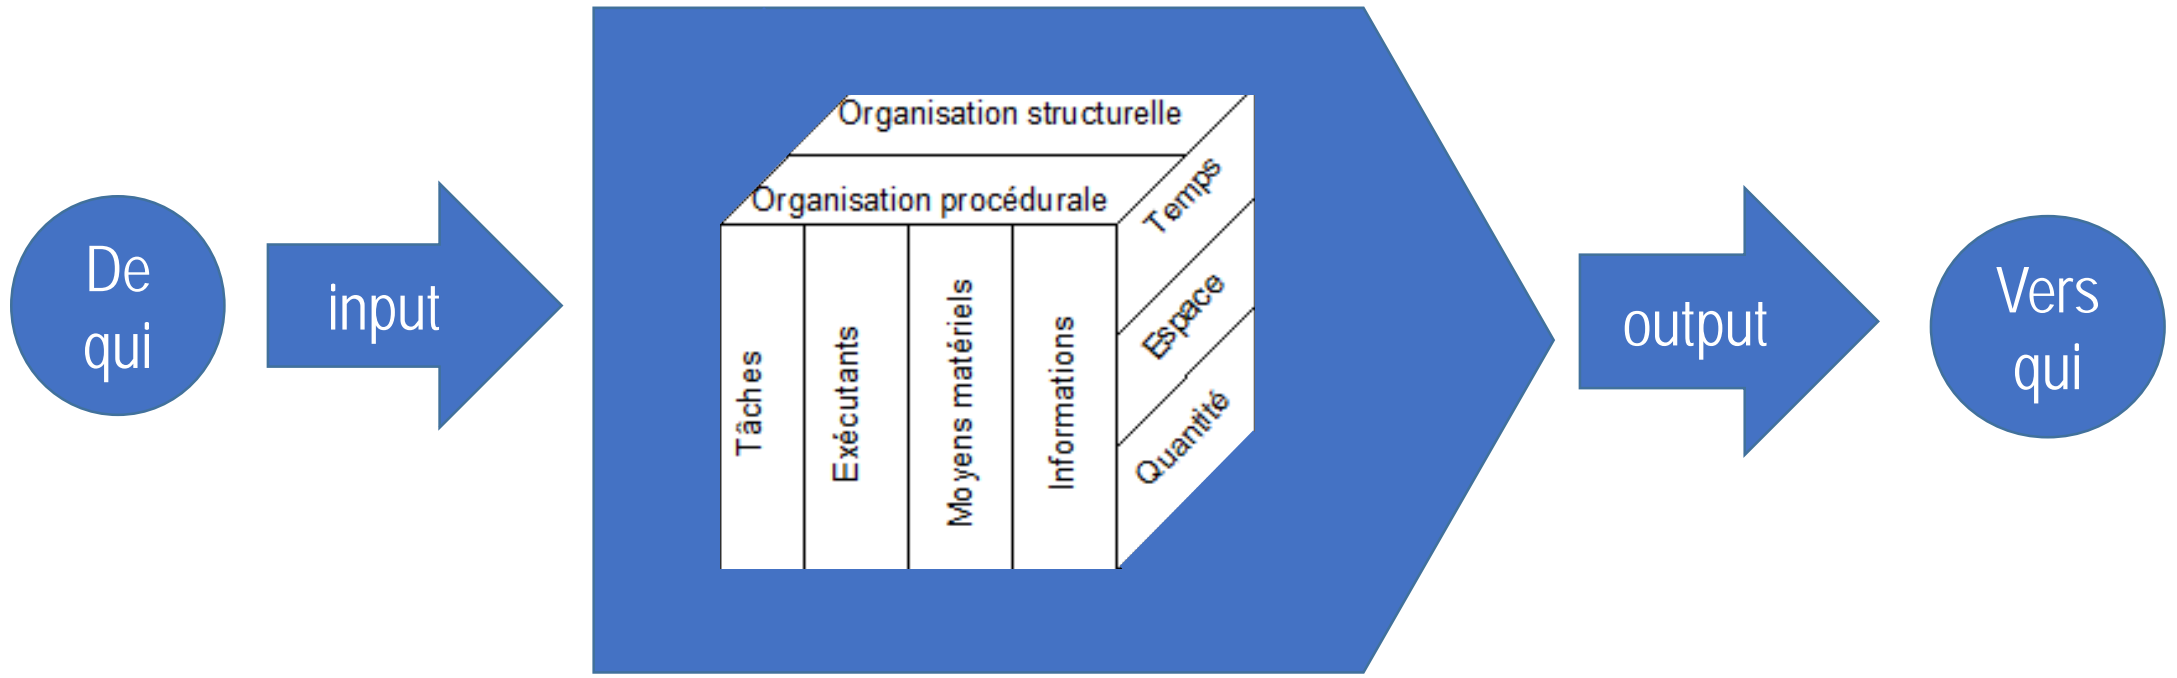 De
qui
input
Organisation structurelle
Organisation procédurale
Tâches
Exécutants
Moyens matériels
Informations
Temps
Espace
Quantité
output
Vers
qui